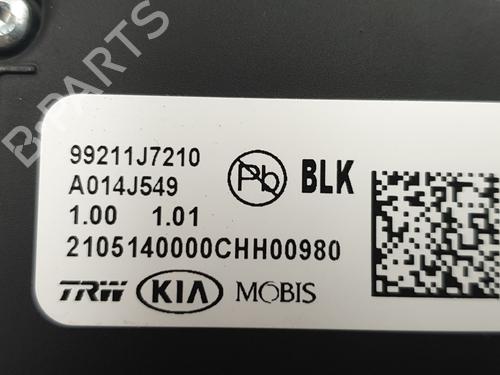 B-PARTS
99211J7210
Pb
BLK
A014J549
1.00 1.01
2105140000CHH00980
TRW KIA MOBIS